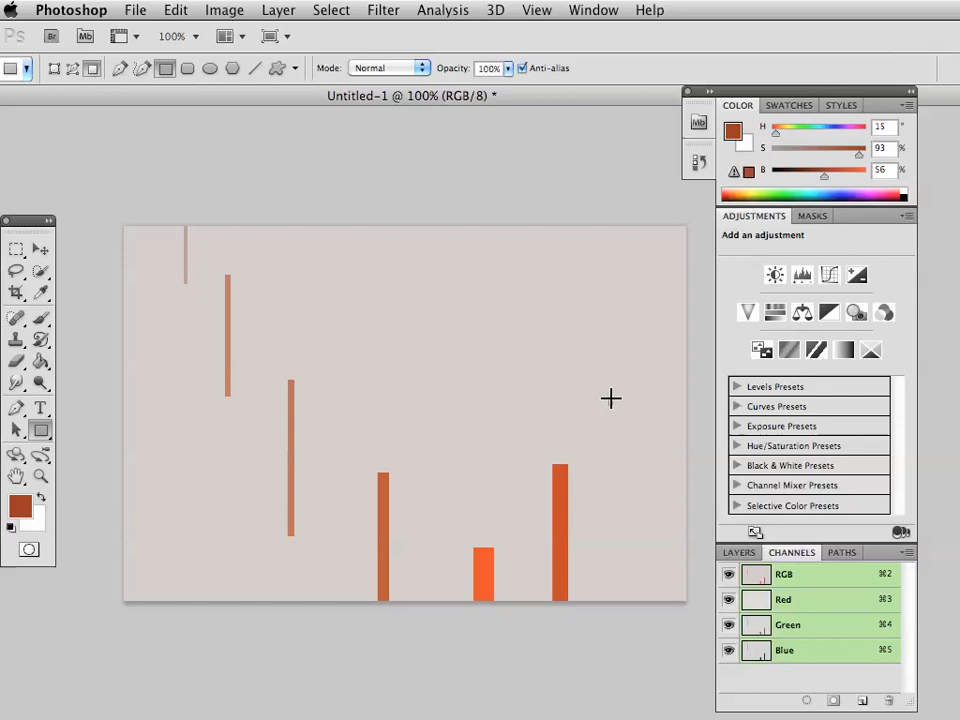 Photoshop File Edit Image Layer Select Filter Analysis 3D View Window Help
Ps Br Mb 100%
Mode: Normal Opacity: 100% Anti-alias
Untitled-1 @ 100% (RGB/8) *
COLOR SWATCHES STYLES
Mb
H 15 °
S 93 %
B 56 %
ADJUSTMENTS MASKS
Add an adjustment
Levels Presets
Curves Presets
Exposure Presets
Hue/Saturation Presets
Black & White Presets
Channel Mixer Presets
Selective Color Presets
T
LAYERS CHANNELS PATHS
RGB ⌘2
Red ⌘3
Green ⌘4
Blue ⌘5